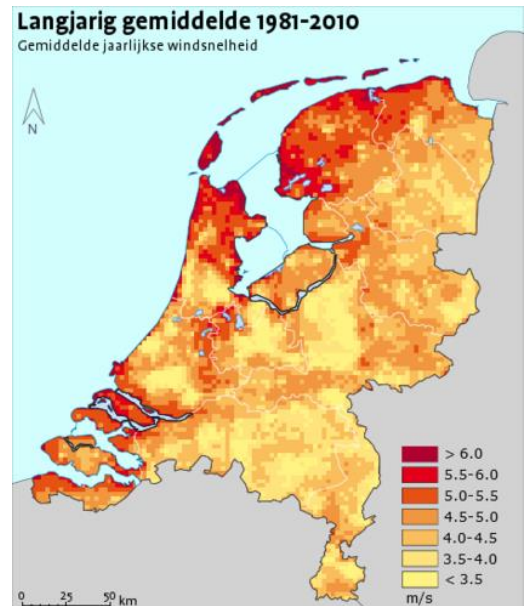 Langjarig gemiddelde 1981-2010
Gemiddelde jaarlijkse windsnelheid
N
> 6.0
5.5-6.0
5.0-5.5
4.5-5.0
4.0-4.5
3.5-4.0
< 3.5
m/s
0 25 50 km